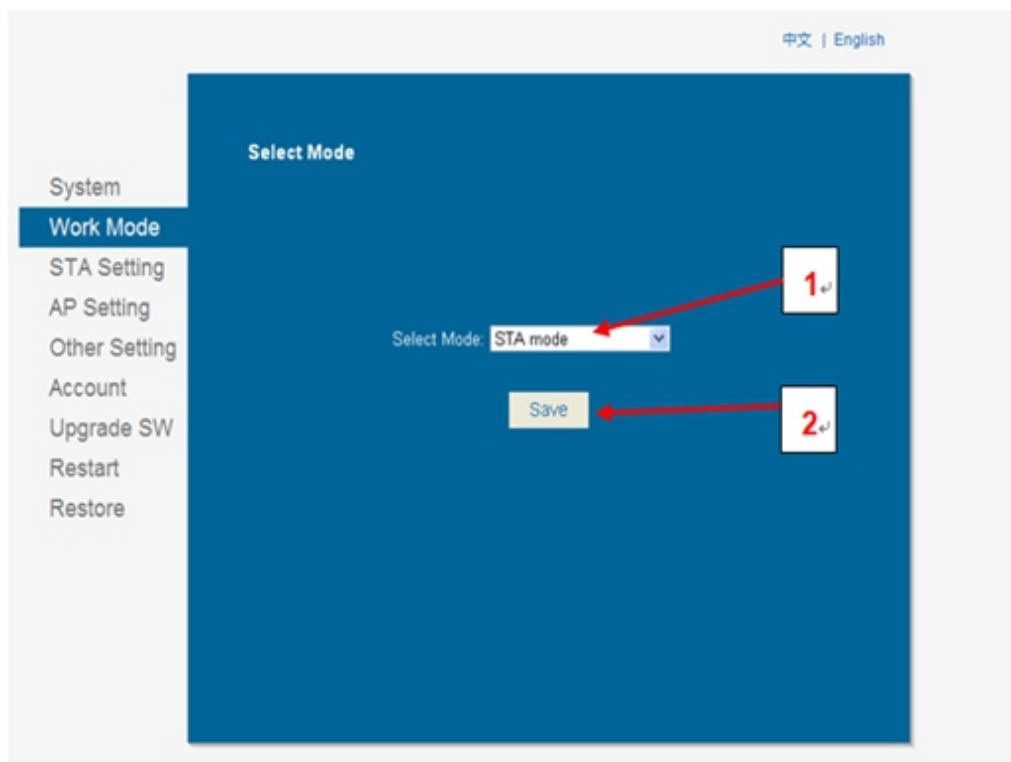 中文 | English
Select Mode
System
Work Mode
STA Setting
AP Setting
Other Setting
Account
Upgrade SW
Restart
Restore
1
Select Mode: STA mode
Save
2